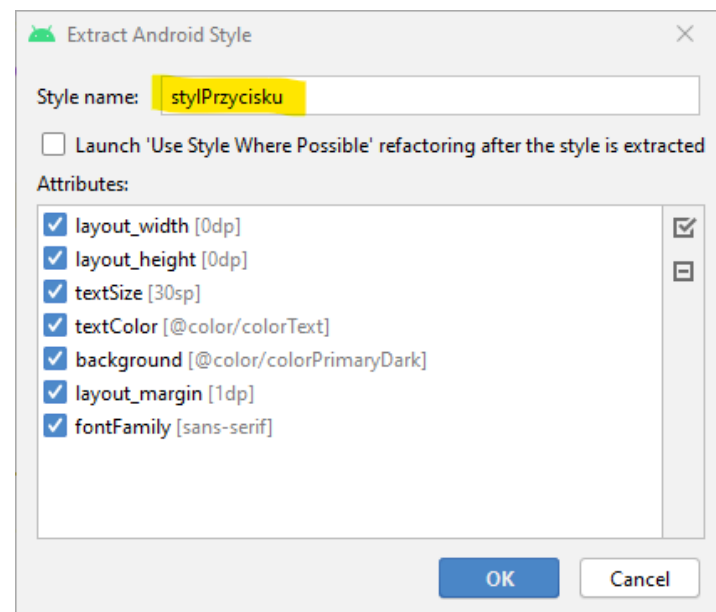 Extract Android Style
Style name: stylPrzycisku
Launch 'Use Style Where Possible' refactoring after the style is extracted
Attributes:
layout_width [0dp]
layout_height [0dp]
textSize [30sp]
textColor [@color/colorText]
background [@color/colorPrimaryDark]
layout_margin [1dp]
fontFamily [sans-serif]
OK Cancel